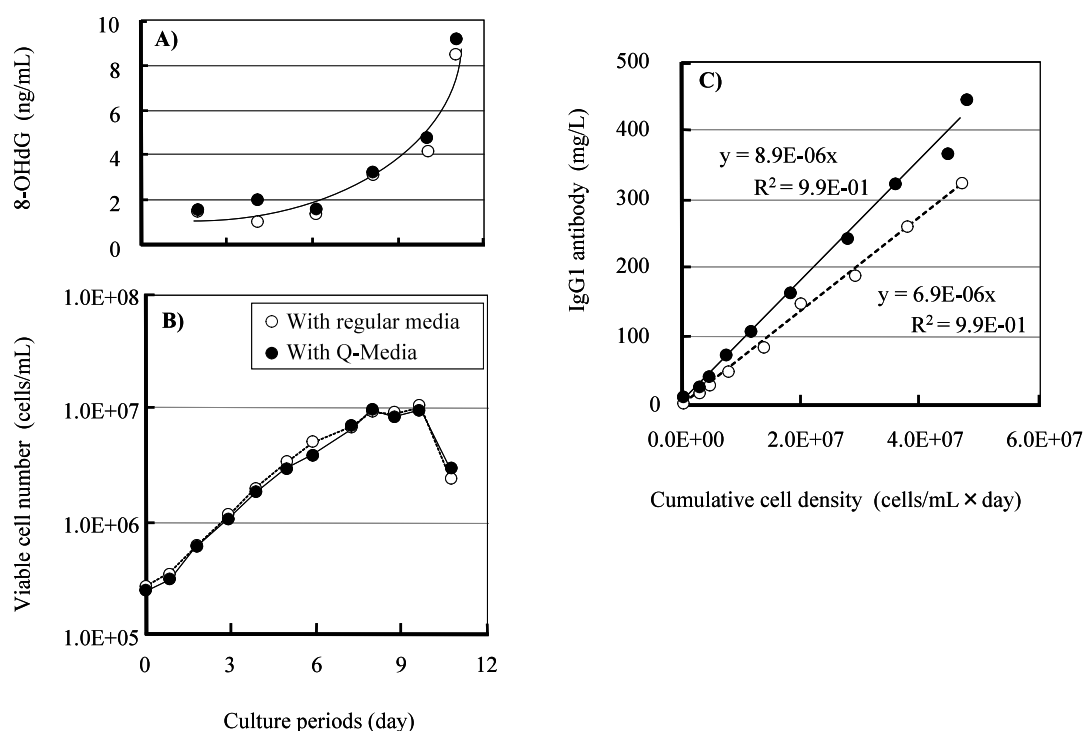 A)
8-OHdG (ng/mL)
10
8
6
4
2
0
B)
With regular media
With Q-Media
Viable cell number (cells/mL)
1.0E+08
1.0E+07
1.0E+06
1.0E+05
0 3 6 9 12
Culture periods (day)
C)
IgG1 antibody (mg/L)
500
400
300
200
100
0
y = 8.9E-06x
R² = 9.9E-01
y = 6.9E-06x
R² = 9.9E-01
0.0E+00 2.0E+07 4.0E+07 6.0E+07
Cumulative cell density (cells/mL × day)